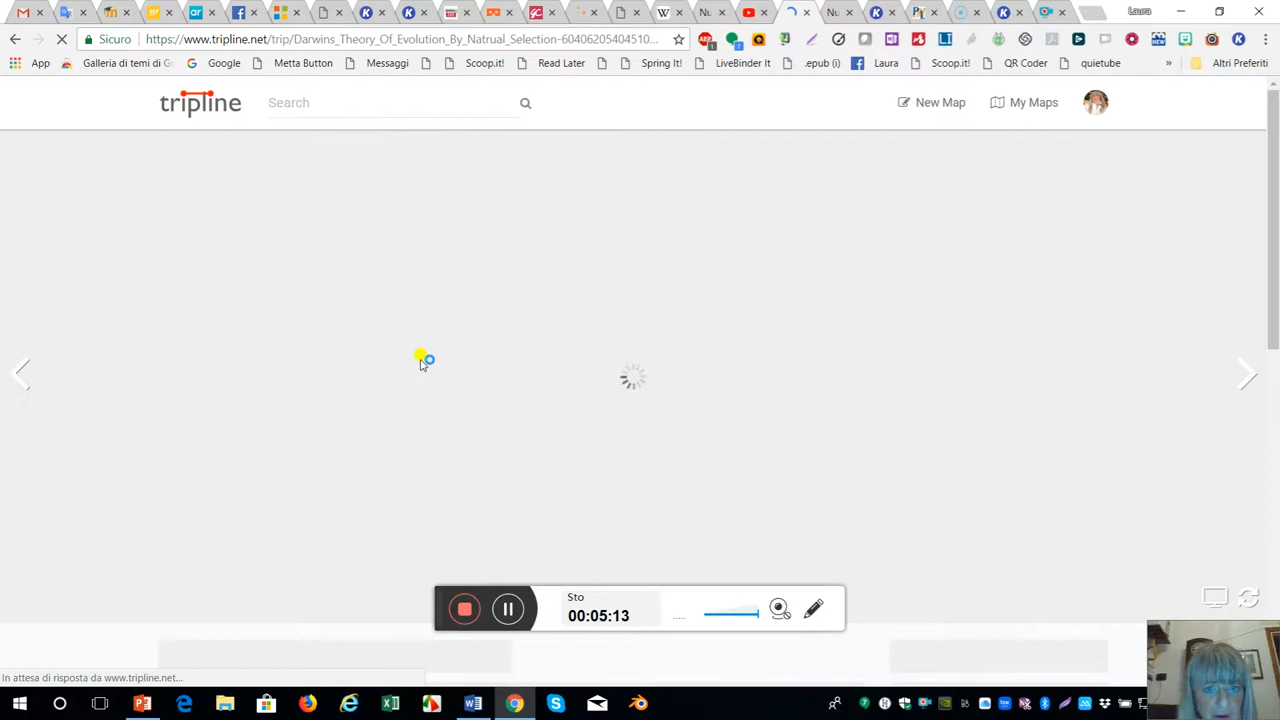 Nu
Nu
Laura
Sicuro
https://www.tripline.net/trip/Darwins_Theory_Of_Evolution_By_Natrual_Selection-60406205404510...
App
Galleria di temi di G
Google
Metta Button
Messaggi
Scoop.it!
Read Later
Spring It!
LiveBinder It
.epub (i)
Laura
Scoop.it!
QR Coder
quietube
»
Altri Preferiti
tripline
Search
New Map
My Maps
Sto
00:05:13
In attesa di risposta da www.tripline.net...